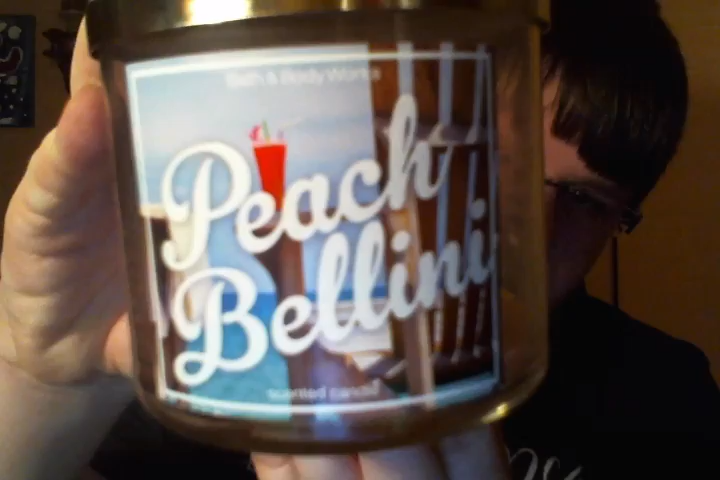 Bath & Body Works
Peach
Bellini
scented candle